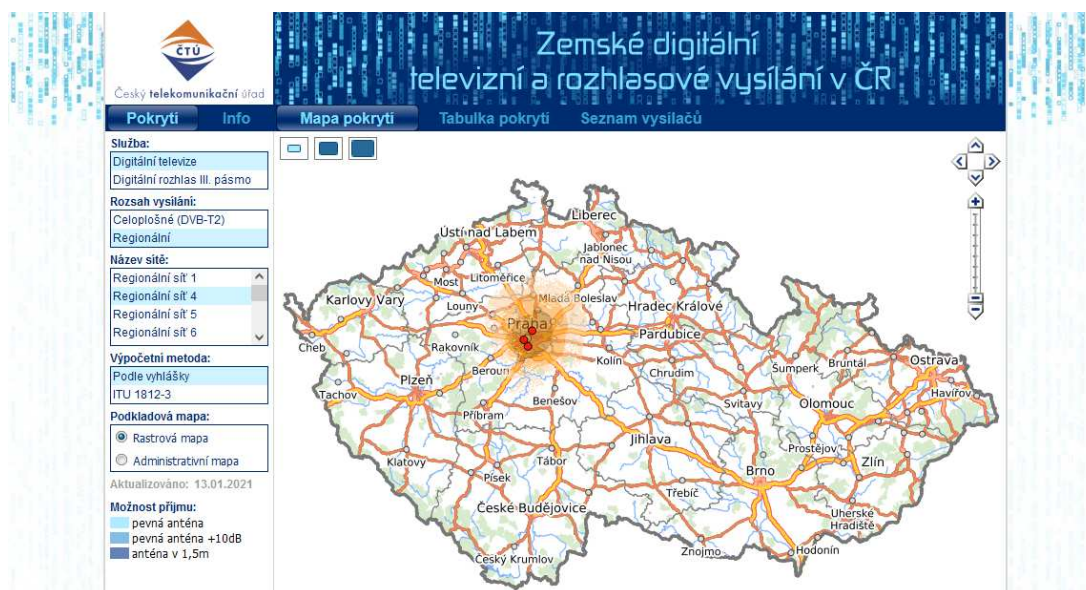 ČTÚ
Český telekomunikační úřad
Zemské digitální
televizní a rozhlasové vysílání v ČR
Pokrytí
Info
Mapa pokrytí
Tabulka pokrytí
Seznam vysílačů
Služba:
Digitální televize
Digitální rozhlas III. pásmo
Rozsah vysílání:
Celoplošné (DVB-T2)
Regionální
Název sítě:
Regionální síť 1
Regionální síť 4
Regionální síť 5
Regionální síť 6
Výpočetní metoda:
Podle vyhlášky
ITU 1812-3
Podkladová mapa:
Rastrová mapa
Administrativní mapa
Aktualizováno: 13.01.2021
Možnost příjmu:
pevná anténa
pevná anténa +10dB
anténa v 1,5m
Liberec
Ústí nad Labem
Jablonec
nad Nisou
Most
Litoměřice
Karlovy Vary
Louny
Mladá Boleslav
Hradec Králové
Praha
Pardubice
Cheb
Rakovník
Kolín
Beroun
Chrudim
Šumperk
Bruntál
Ostrava
Plzeň
Tachov
Benešov
Svitavy
Olomouc
Havířov
Příbram
Jihlava
Prostějov
Zlín
Klatovy
Tábor
Brno
Písek
Třebíč
České Budějovice
Uherské
Hradiště
Znojmo
Hodonín
Český Krumlov